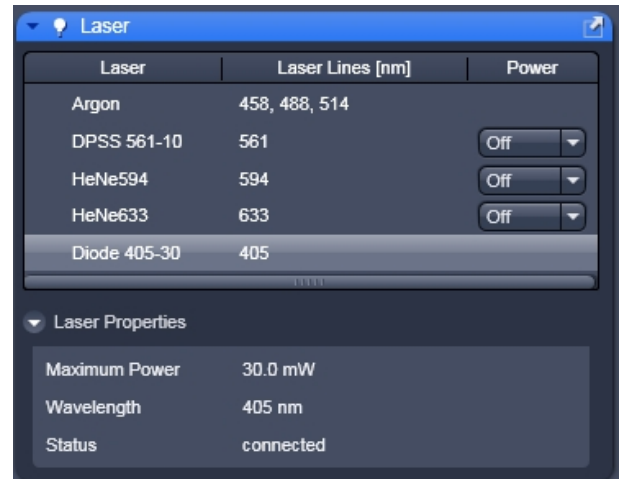 Laser
Laser Laser Lines [nm] Power
Argon 458, 488, 514
DPSS 561-10 561 Off
HeNe594 594 Off
HeNe633 633 Off
Diode 405-30 405
Laser Properties
Maximum Power 30.0 mW
Wavelength 405 nm
Status connected